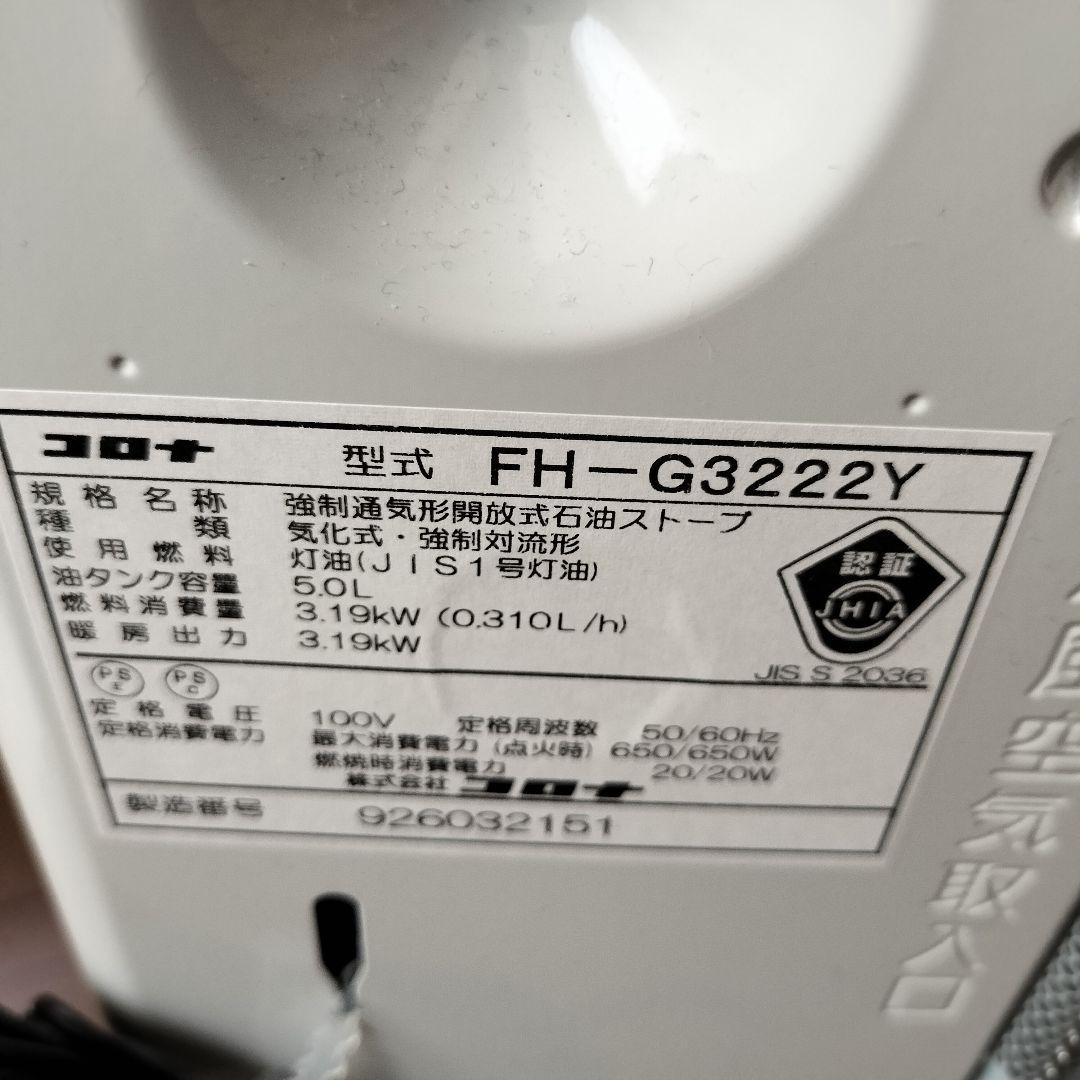 コロナ 型式 FH-G3222Y
規格名称 強制通気形開放式石油ストーブ
種類 気化式・強制対流形
使用燃料 灯油(JIS1号灯油)
油タンク容量 5.0L
燃料消費量 3.19kW (0.310L/h)
暖房出力 3.19kW
認証
JHIA
JIS S 2036
PS E PS C
定格電圧 100V 定格周波数 50/60Hz
定格消費電力 最大消費電力(点火時) 650/650W
燃焼時消費電力 20/20W
株式会社 コロナ
製造番号 926032151
空気取入口